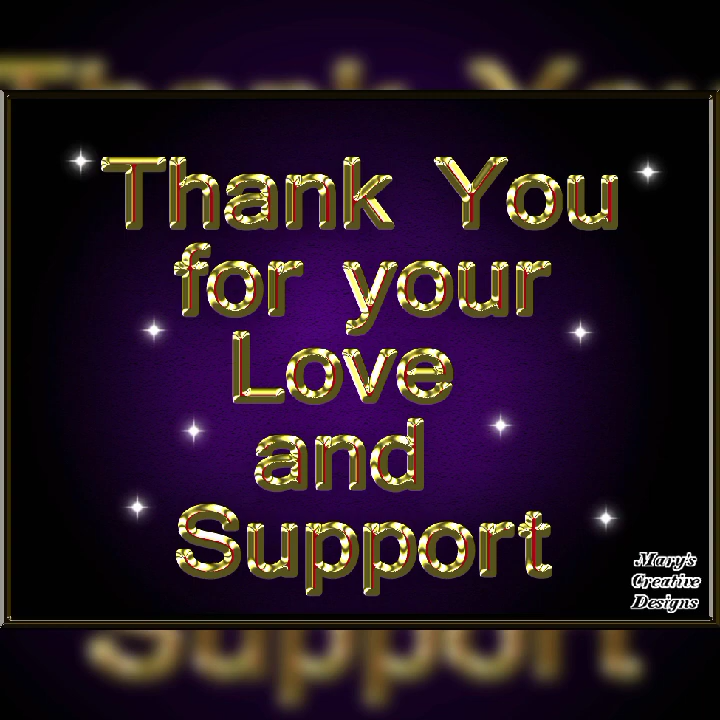 Thank You
for your
Love
and
Support
Mary's
Creative
Designs